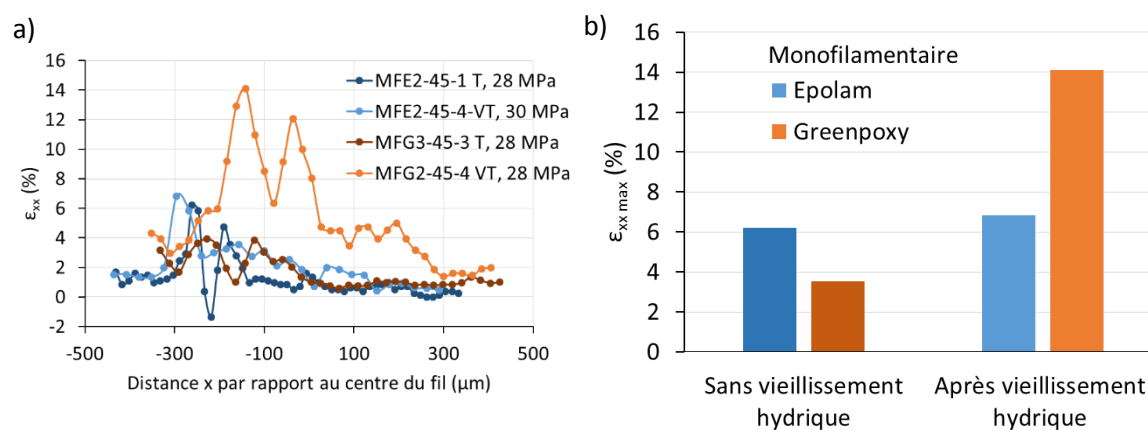 a)
16
14
12
10
8
6
4
2
0
-2
-500
-300
-100
100
300
500
εxx (%)
Distance x par rapport au centre du fil (µm)
MFE2-45-1 T, 28 MPa
MFE2-45-4-VT, 30 MPa
MFG3-45-3 T, 28 MPa
MFG2-45-4 VT, 28 MPa
b)
16
14
12
10
8
6
4
2
0
εxx max (%)
Monofilamentaire
Epolam
Greenpoxy
Sans vieillissement
hydrique
Après vieillissement
hydrique